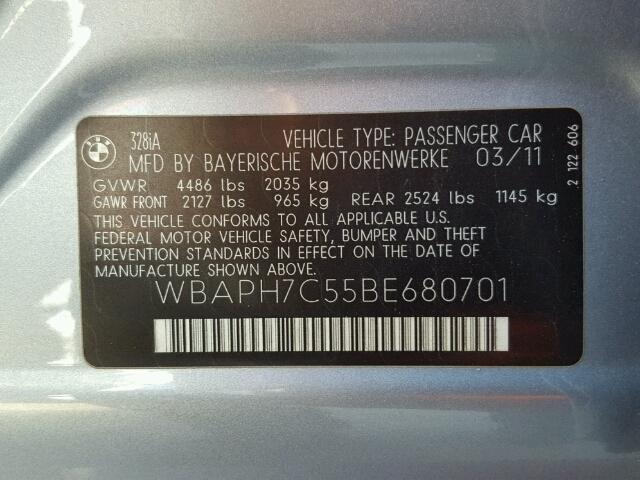 BMW
328iA VEHICLE TYPE: PASSENGER CAR
MFD BY BAYERISCHE MOTORENWERKE 03/11
GVWR 4486 lbs 2035 kg
GAWR FRONT 2127 lbs 965 kg REAR 2524 lbs 1145 kg
THIS VEHICLE CONFORMS TO ALL APPLICABLE U.S.
FEDERAL MOTOR VEHICLE SAFETY, BUMPER AND THEFT
PREVENTION STANDARDS IN EFFECT ON THE DATE
OF MANUFACTURE SHOWN ABOVE.
WBAPH7C55BE680701
2 122 606